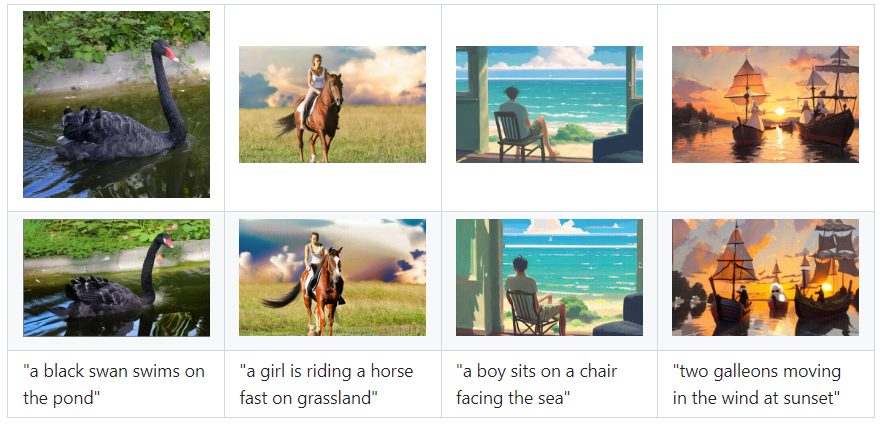 "a black swan swims on
the pond"
"a girl is riding a horse
fast on grassland"
"a boy sits on a chair
facing the sea"
"two galleons moving
in the wind at sunset"